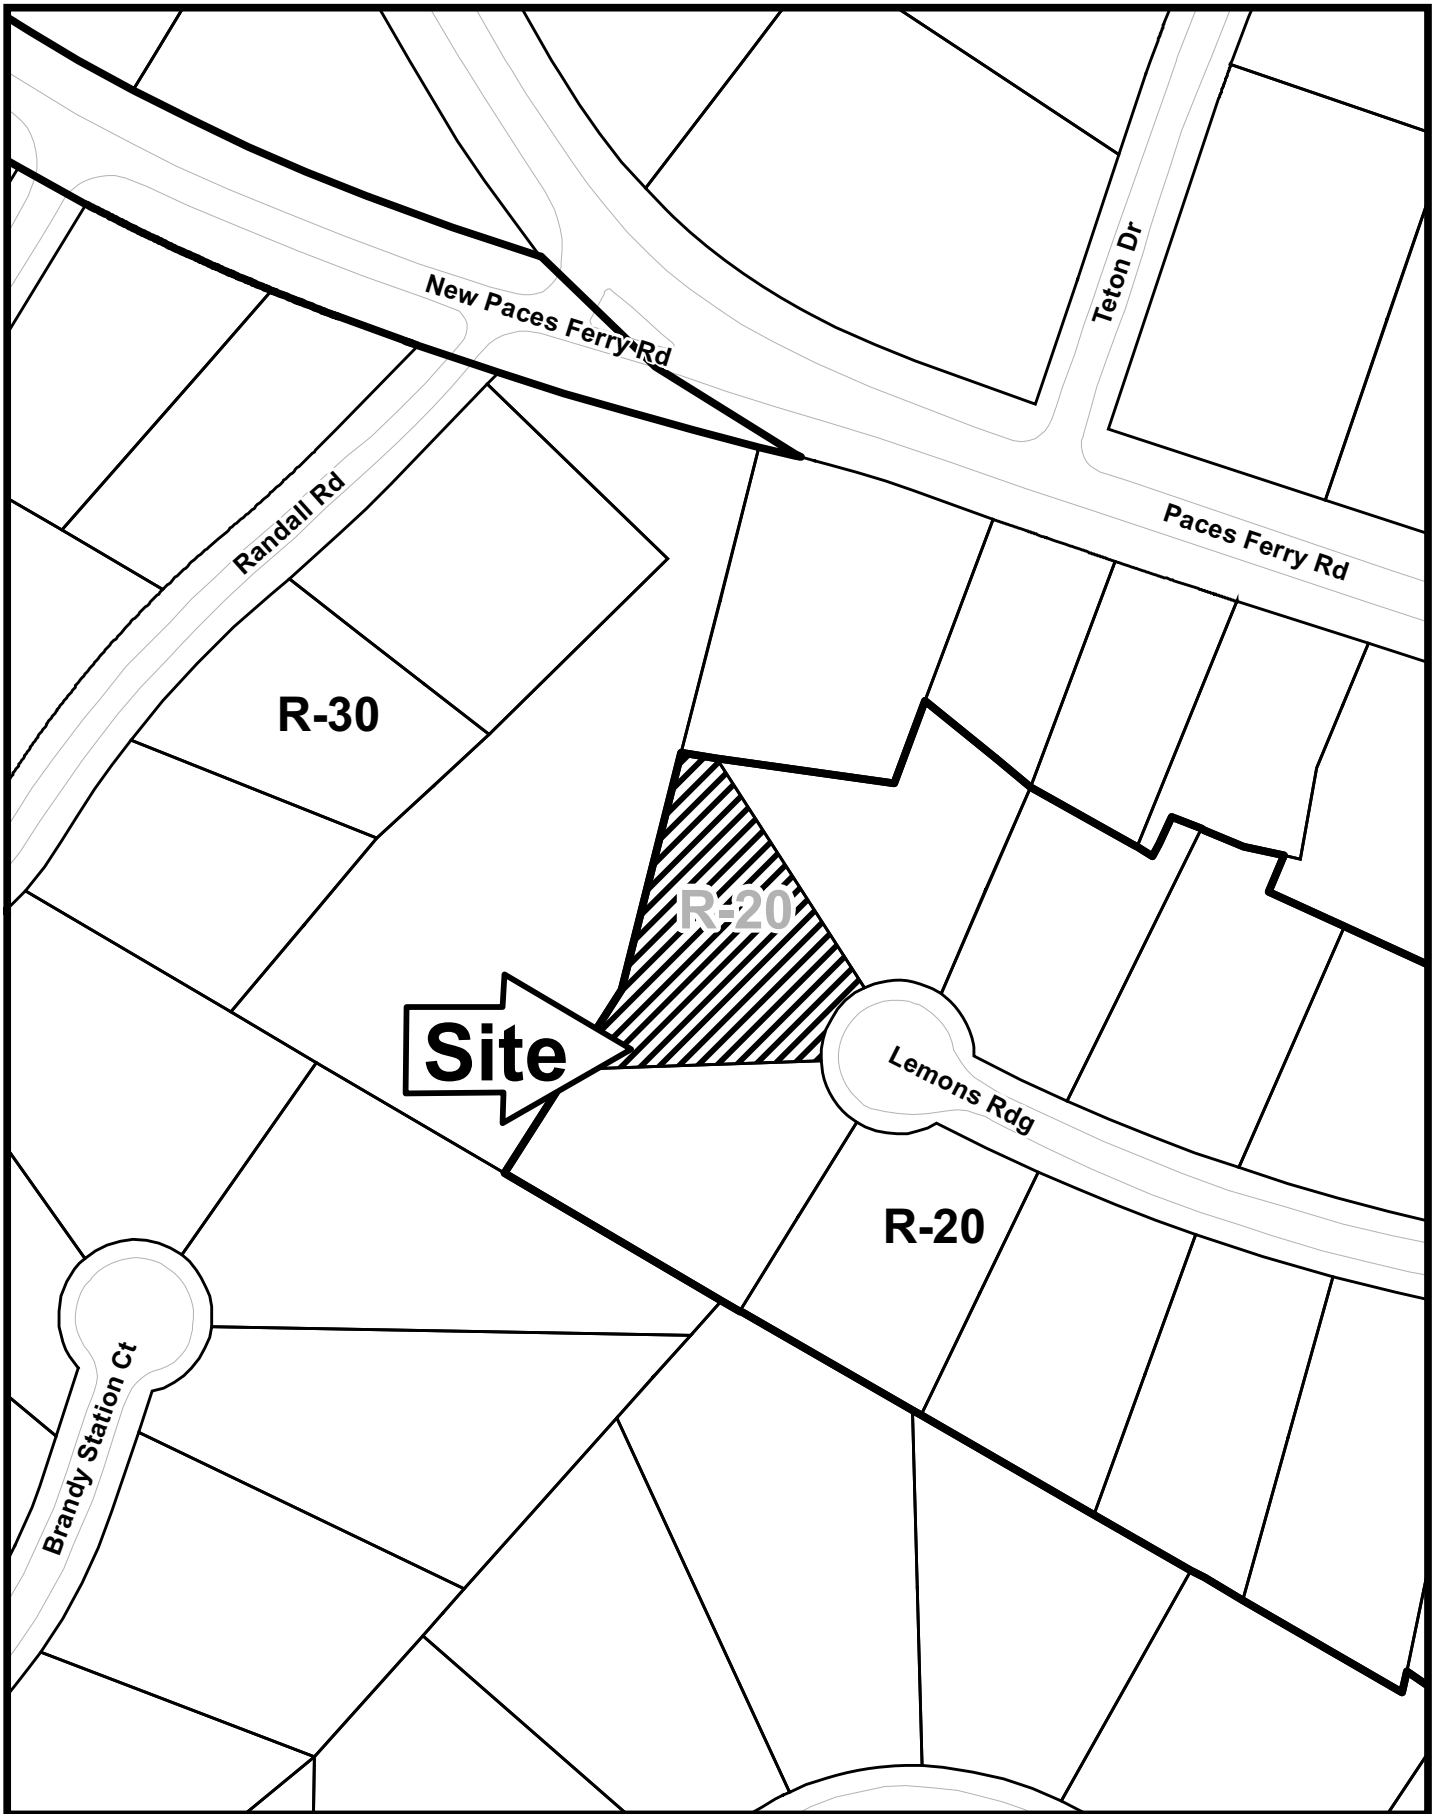 Teton Dr
New Paces Ferry Rd
Paces Ferry Rd
Randall Rd
R-30
R-20
Site
Lemons Rdg
R-20
Brandy Station Ct